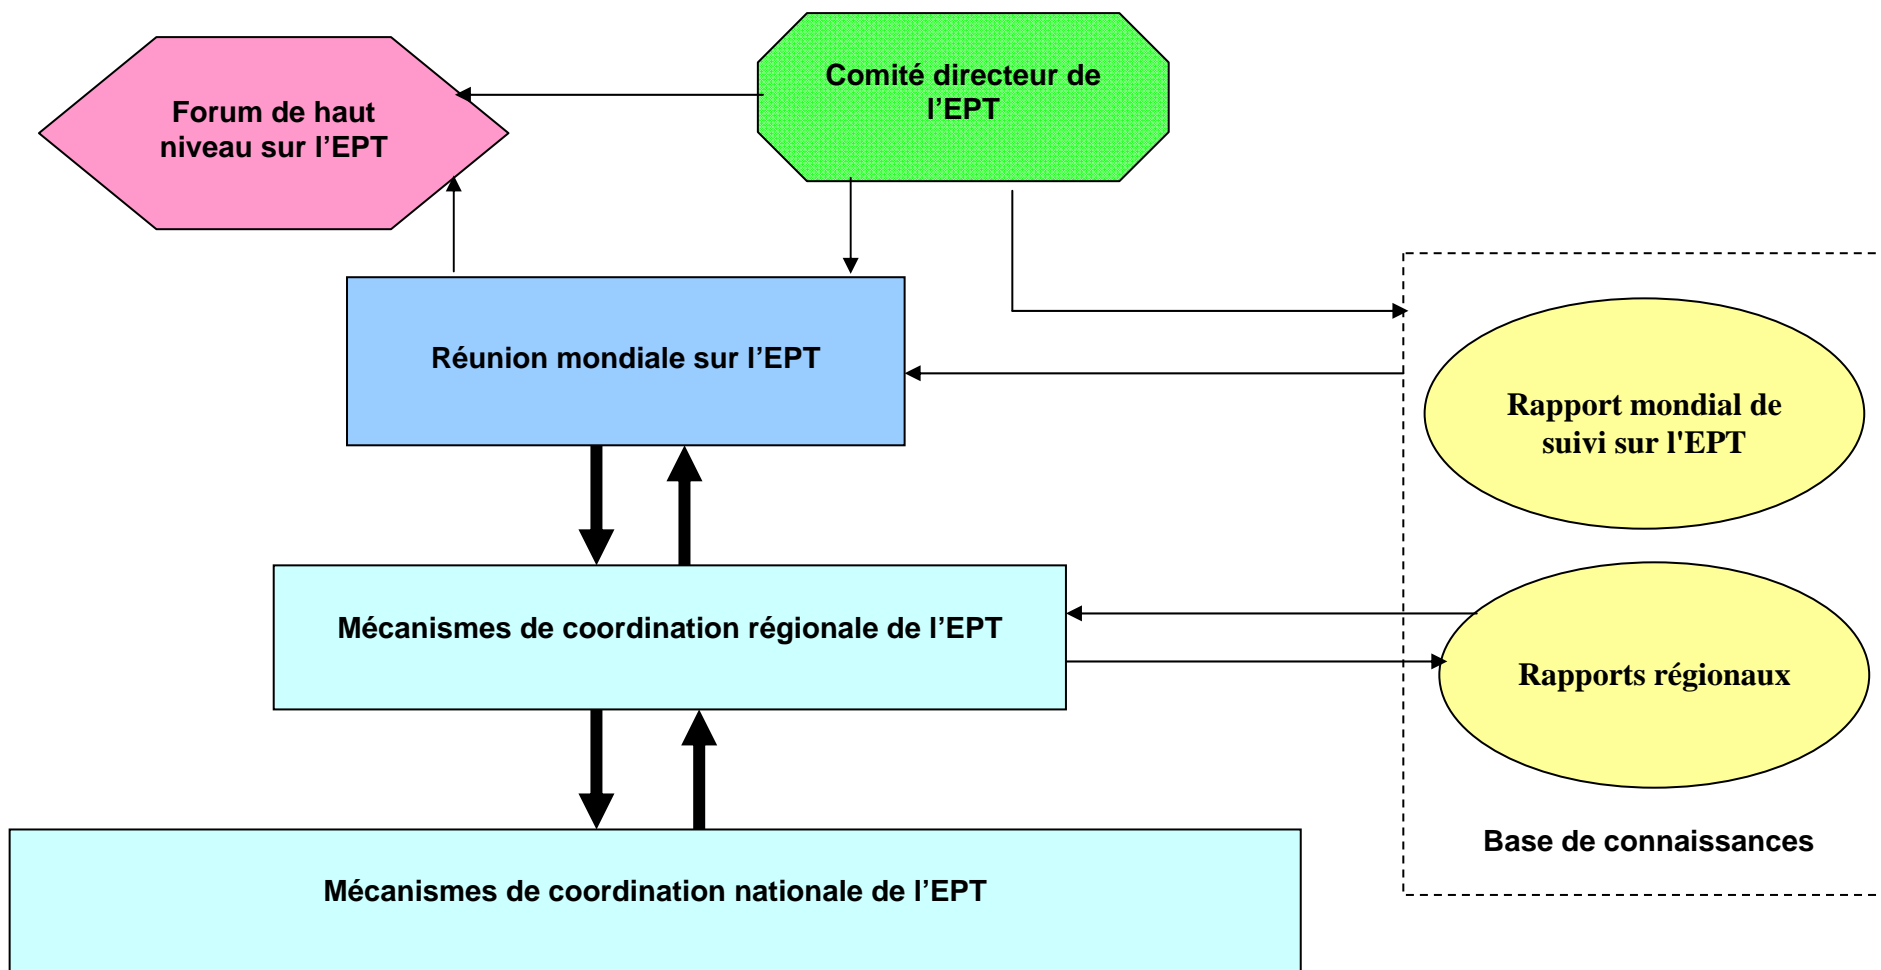 Forum de haut
niveau sur l’EPT
Comité directeur de
l’EPT
Réunion mondiale sur l’EPT
Rapport mondial de
suivi sur l'EPT
Mécanismes de coordination régionale de l’EPT
Rapports régionaux
Base de connaissances
Mécanismes de coordination nationale de l’EPT